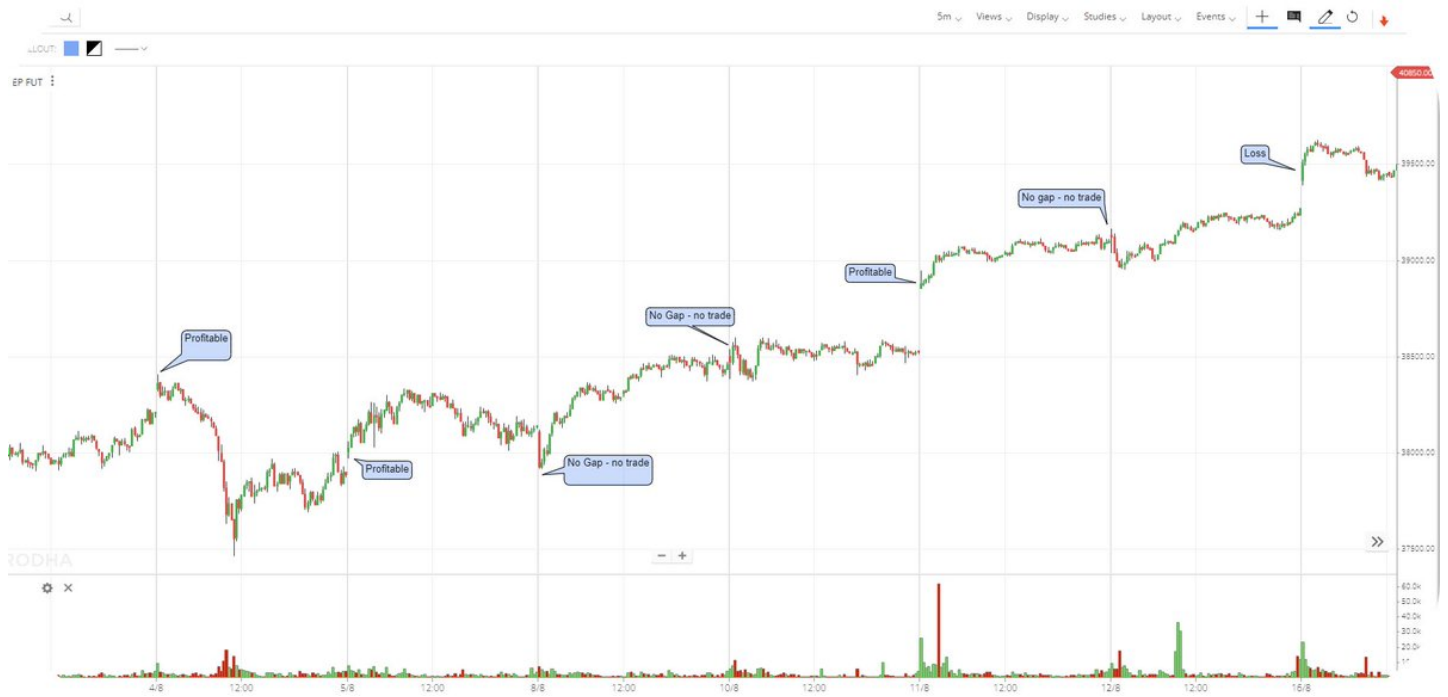 5m Views Display Studies Layout Events
LOUT:
EP FUT
40850.00
Loss
39500.00
No gap - no trade
39000.00
Profitable
No Gap - no trade
Profitable
38500.00
Profitable
No Gap - no trade
38000.00
37500.00
RODHA
60.0k
50.0k
40.0k
30.0k
20.0k
4/8 12:00 5/8 12:00 8/8 12:00 10/8 12:00 11/8 12:00 12/8 12:00 16/8